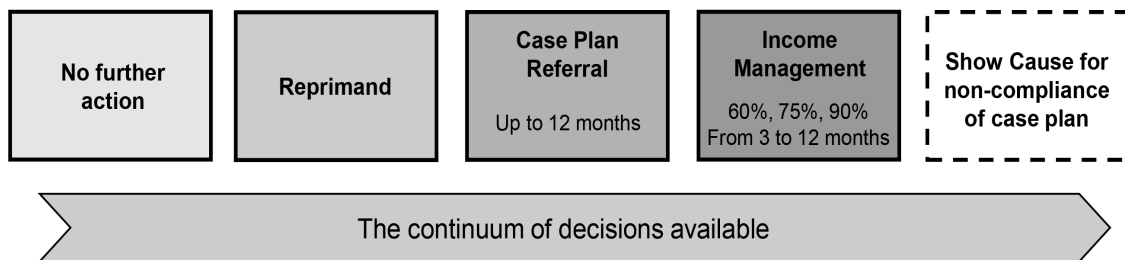 No further
action
Reprimand
Case Plan
Referral
Up to 12 months
Income
Management
60%, 75%, 90%
From 3 to 12 months
Show Cause for
non-compliance
of case plan
The continuum of decisions available